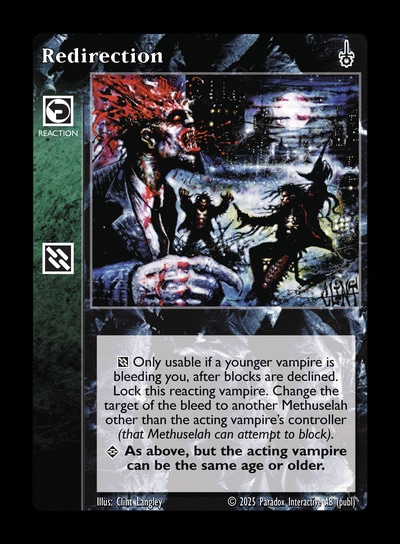 Redirection
REACTION
Only usable if a younger vampire is
bleeding you, after blocks are declined.
Lock this reacting vampire. Change the
target of the bleed to another Methuselah
other than the acting vampire's controller
(that Methuselah can attempt to block).
As above, but the acting vampire
can be the same age or older.
Illus: Clint Langley © 2025 Paradox Interactive AB (publ)